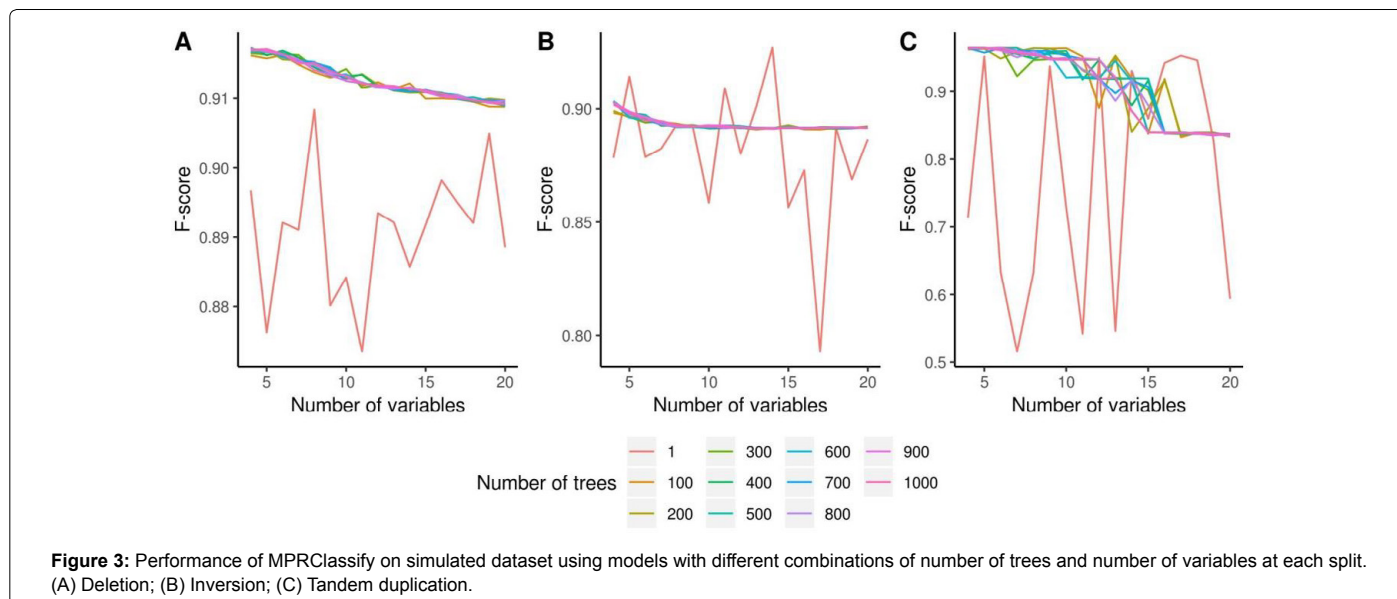 A
F-score
0.91
0.90
0.89
0.88
5
10
15
20
Number of variables
B
F-score
0.90
0.85
0.80
5
10
15
20
Number of variables
C
F-score
0.9
0.8
0.7
0.6
0.5
5
10
15
20
Number of variables
Number of trees
1
300
600
900
100
400
700
1000
200
500
800
Figure 3: Performance of MPRClassify on simulated dataset using models with different combinations of number of trees and number of variables at each split.
(A) Deletion; (B) Inversion; (C) Tandem duplication.